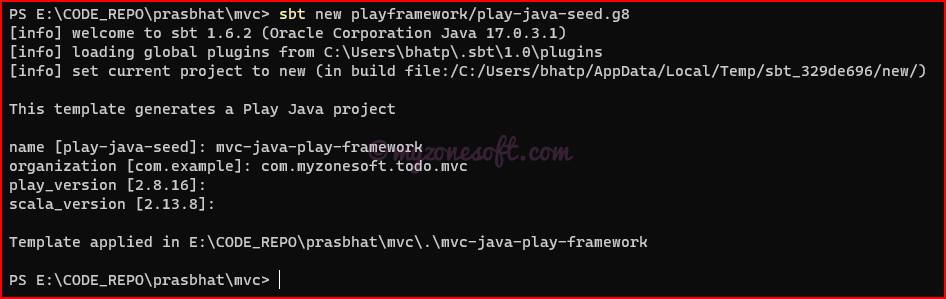 PS E:\CODE_REPO\prasbhat\mvc> sbt new playframework/play-java-seed.g8
[info] welcome to sbt 1.6.2 (Oracle Corporation Java 17.0.3.1)
[info] loading global plugins from C:\Users\bhatp\.sbt\1.0\plugins
[info] set current project to new (in build file:/C:/Users/bhatp/AppData/Local/Temp/sbt_329de696/new/)
This template generates a Play Java project
name [play-java-seed]: mvc-java-play-framework
©myzonesoft.com
organization [com.example]: com.myzonesoft.todo.mvc
play_version [2.8.16]:
scala_version [2.13.8]:
Template applied in E:\CODE_REPO\prasbhat\mvc\.\mvc-java-play-framework
PS E:\CODE_REPO\prasbhat\mvc>